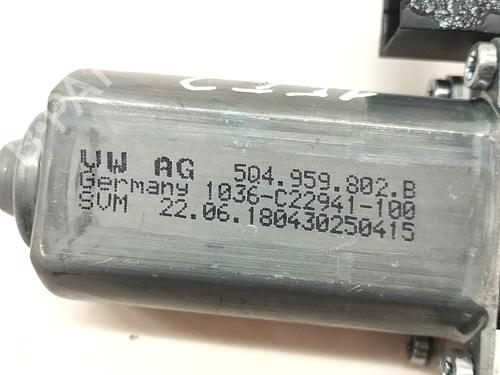 VW AG 5Q4.959.802.B
Germany 1036-C22941-100
SVM 22.06.180430250415